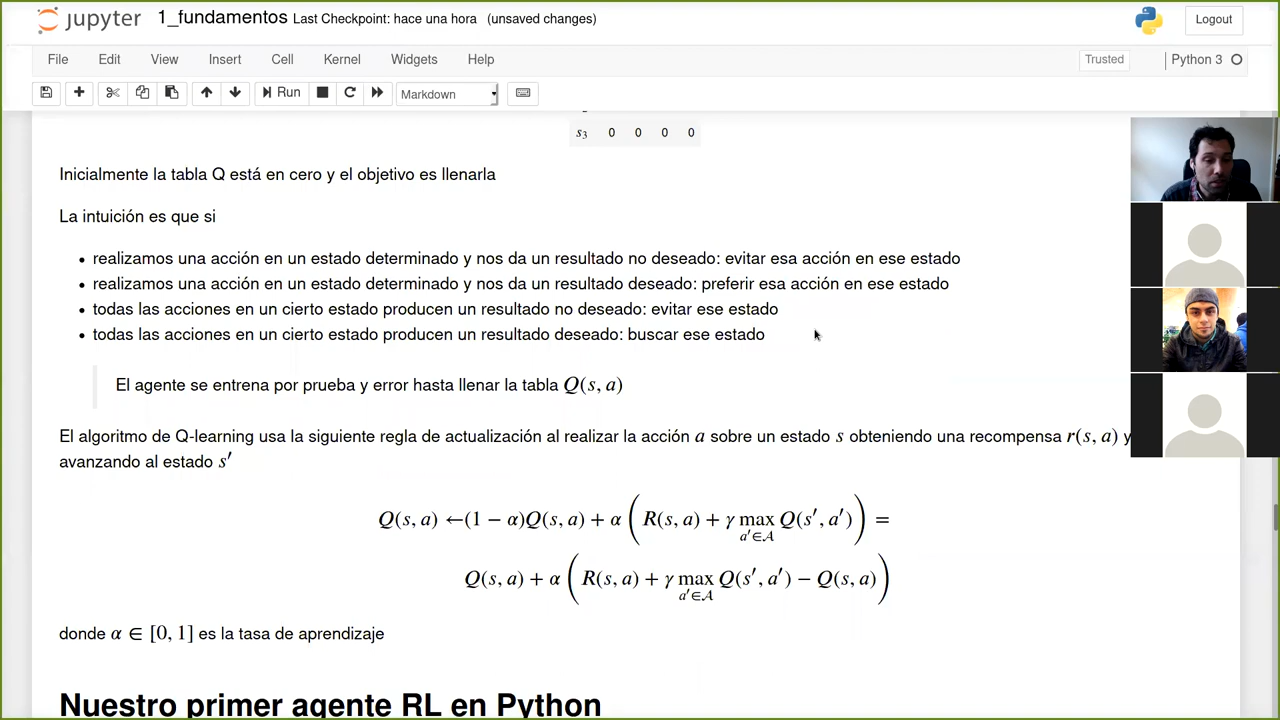 jupyter 1_fundamentos Last Checkpoint: hace una hora (unsaved changes) Logout
File Edit View Insert Cell Kernel Widgets Help Trusted Python 3
Run Markdown
s₃ 0 0 0 0
Inicialmente la tabla Q está en cero y el objetivo es llenarla
La intuición es que si
• realizamos una acción en un estado determinado y nos da un resultado no deseado: evitar esa acción en ese estado
• realizamos una acción en un estado determinado y nos da un resultado deseado: preferir esa acción en ese estado
• todas las acciones en un cierto estado producen un resultado no deseado: evitar ese estado
• todas las acciones en un cierto estado producen un resultado deseado: buscar ese estado
El agente se entrena por prueba y error hasta llenar la tabla Q(s, a)
El algoritmo de Q-learning usa la siguiente regla de actualización al realizar la acción a sobre un estado s obteniendo una recompensa r(s, a) y
avanzando al estado s′
Q(s, a) ←(1 − α)Q(s, a) + α (R(s, a) + γ max Q(s′, a′)) =
a′∈𝒜
Q(s, a) + α (R(s, a) + γ max Q(s′, a′) − Q(s, a))
a′∈𝒜
donde α ∈ [0, 1] es la tasa de aprendizaje
Nuestro primer agente RL en Python